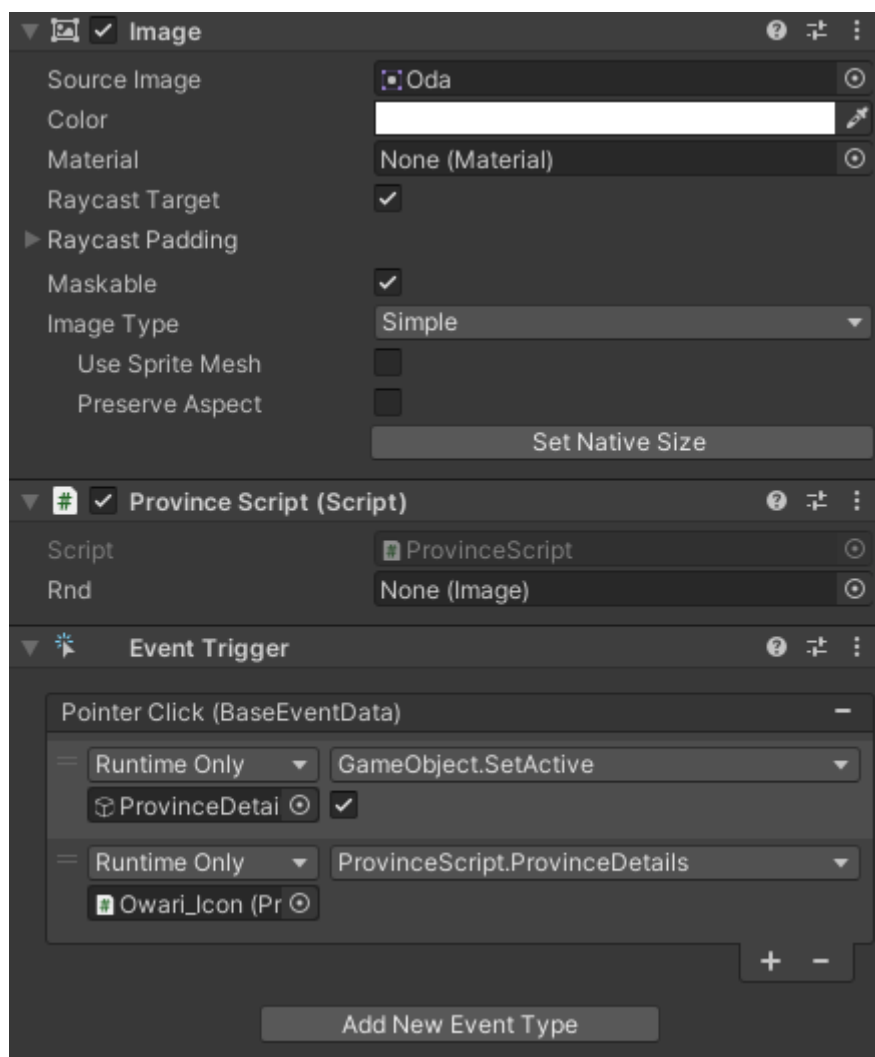 Image
Source Image Oda
Color
Material None (Material)
Raycast Target
Raycast Padding
Maskable
Image Type Simple
Use Sprite Mesh
Preserve Aspect
Set Native Size
# Province Script (Script)
Script # ProvinceScript
Rnd None (Image)
Event Trigger
Pointer Click (BaseEventData)
Runtime Only GameObject.SetActive
ProvinceDetai
Runtime Only ProvinceScript.ProvinceDetails
# Owari_Icon (Pr
+ −
Add New Event Type